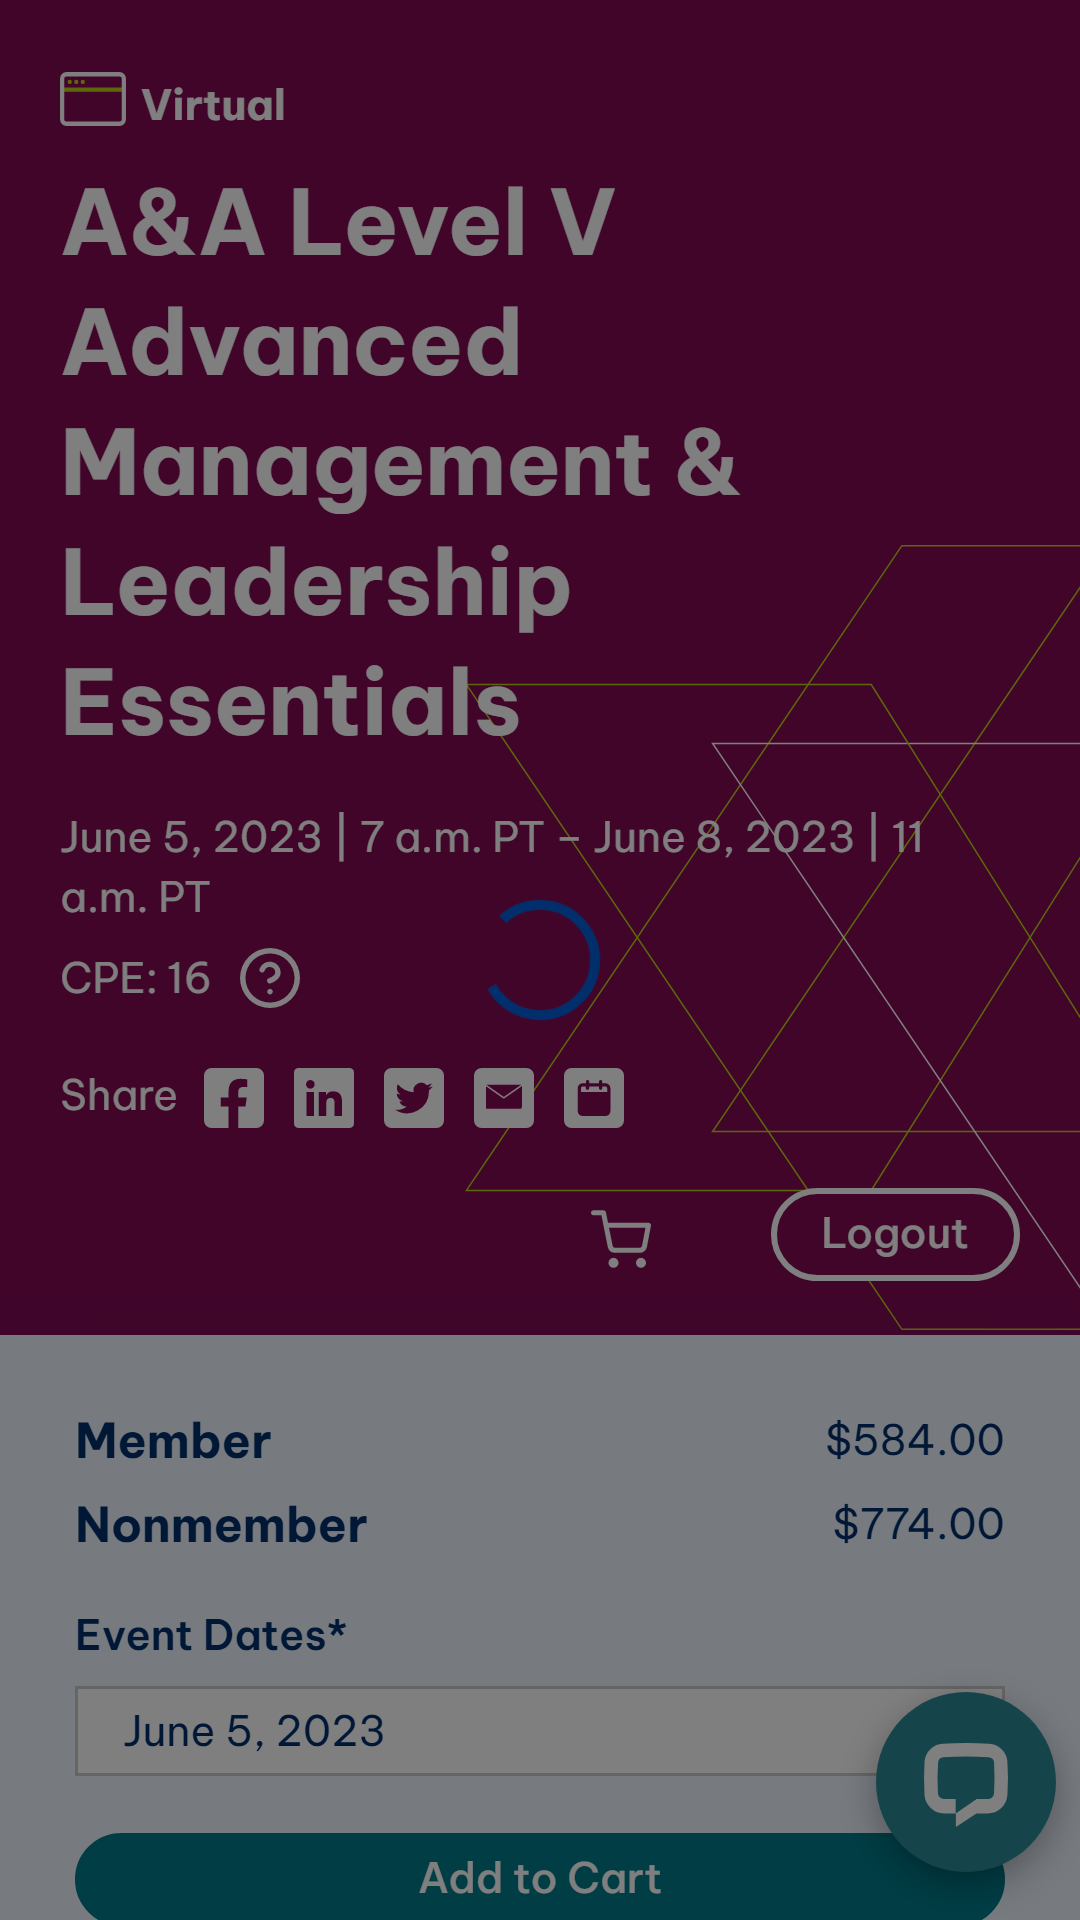 Virtual
A&A Level V
Advanced
Management &
Leadership
Essentials
June 5, 2023 | 7 a.m. PT – June 8, 2023 | 11
a.m. PT
CPE: 16
Share
Logout
Member $584.00
Nonmember $774.00
Event Dates*
June 5, 2023
Add to Cart